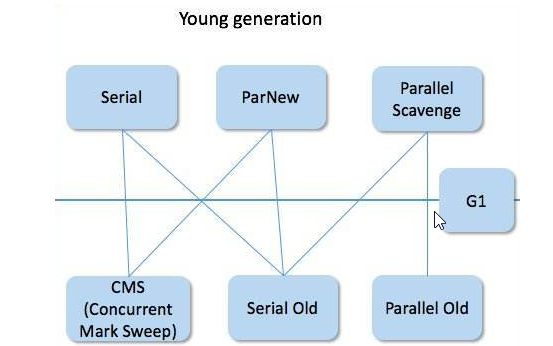 Young generation
Serial
ParNew
Parallel
Scavenge
G1
CMS
(Concurrent
Mark Sweep)
Serial Old
Parallel Old